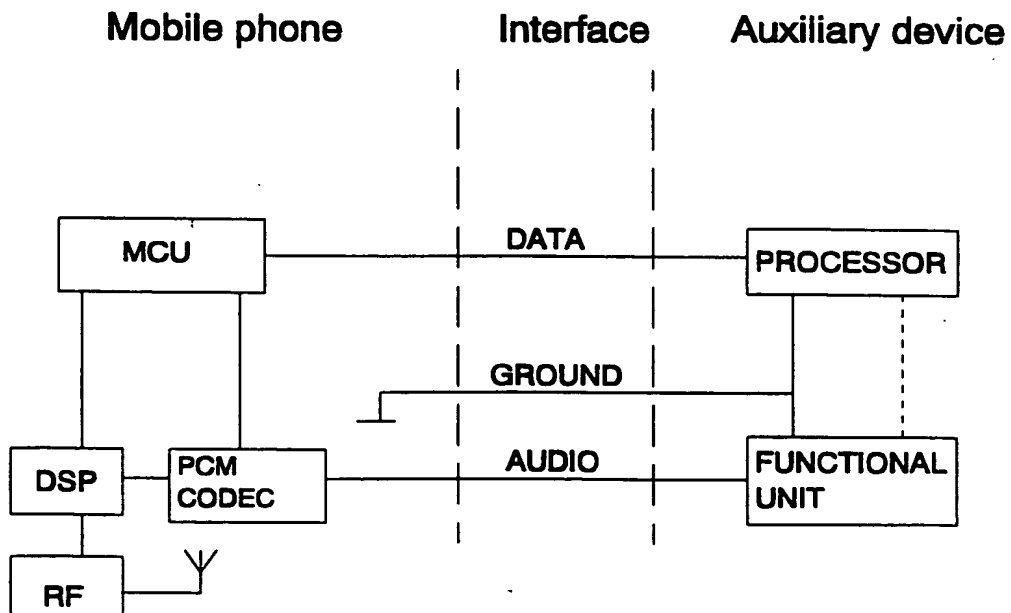 Mobile phone Interface Auxiliary device
MCU
DATA
PROCESSOR
GROUND
DSP
PCM
CODEC
AUDIO
FUNCTIONAL
UNIT
RF